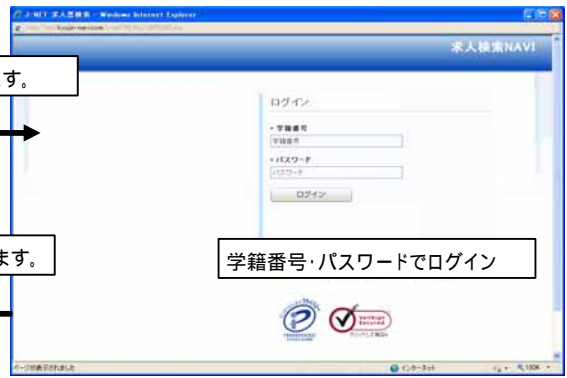 J-NET 求人票検索 - Windows Internet Explorer
求人検索NAVI
す。
ログイン
・学籍番号
学籍番号
・パスワード
パスワード
ログイン
ます。
学籍番号・パスワードでログイン
VeriSign
Secured
ページが表示されました
インターネット
100%